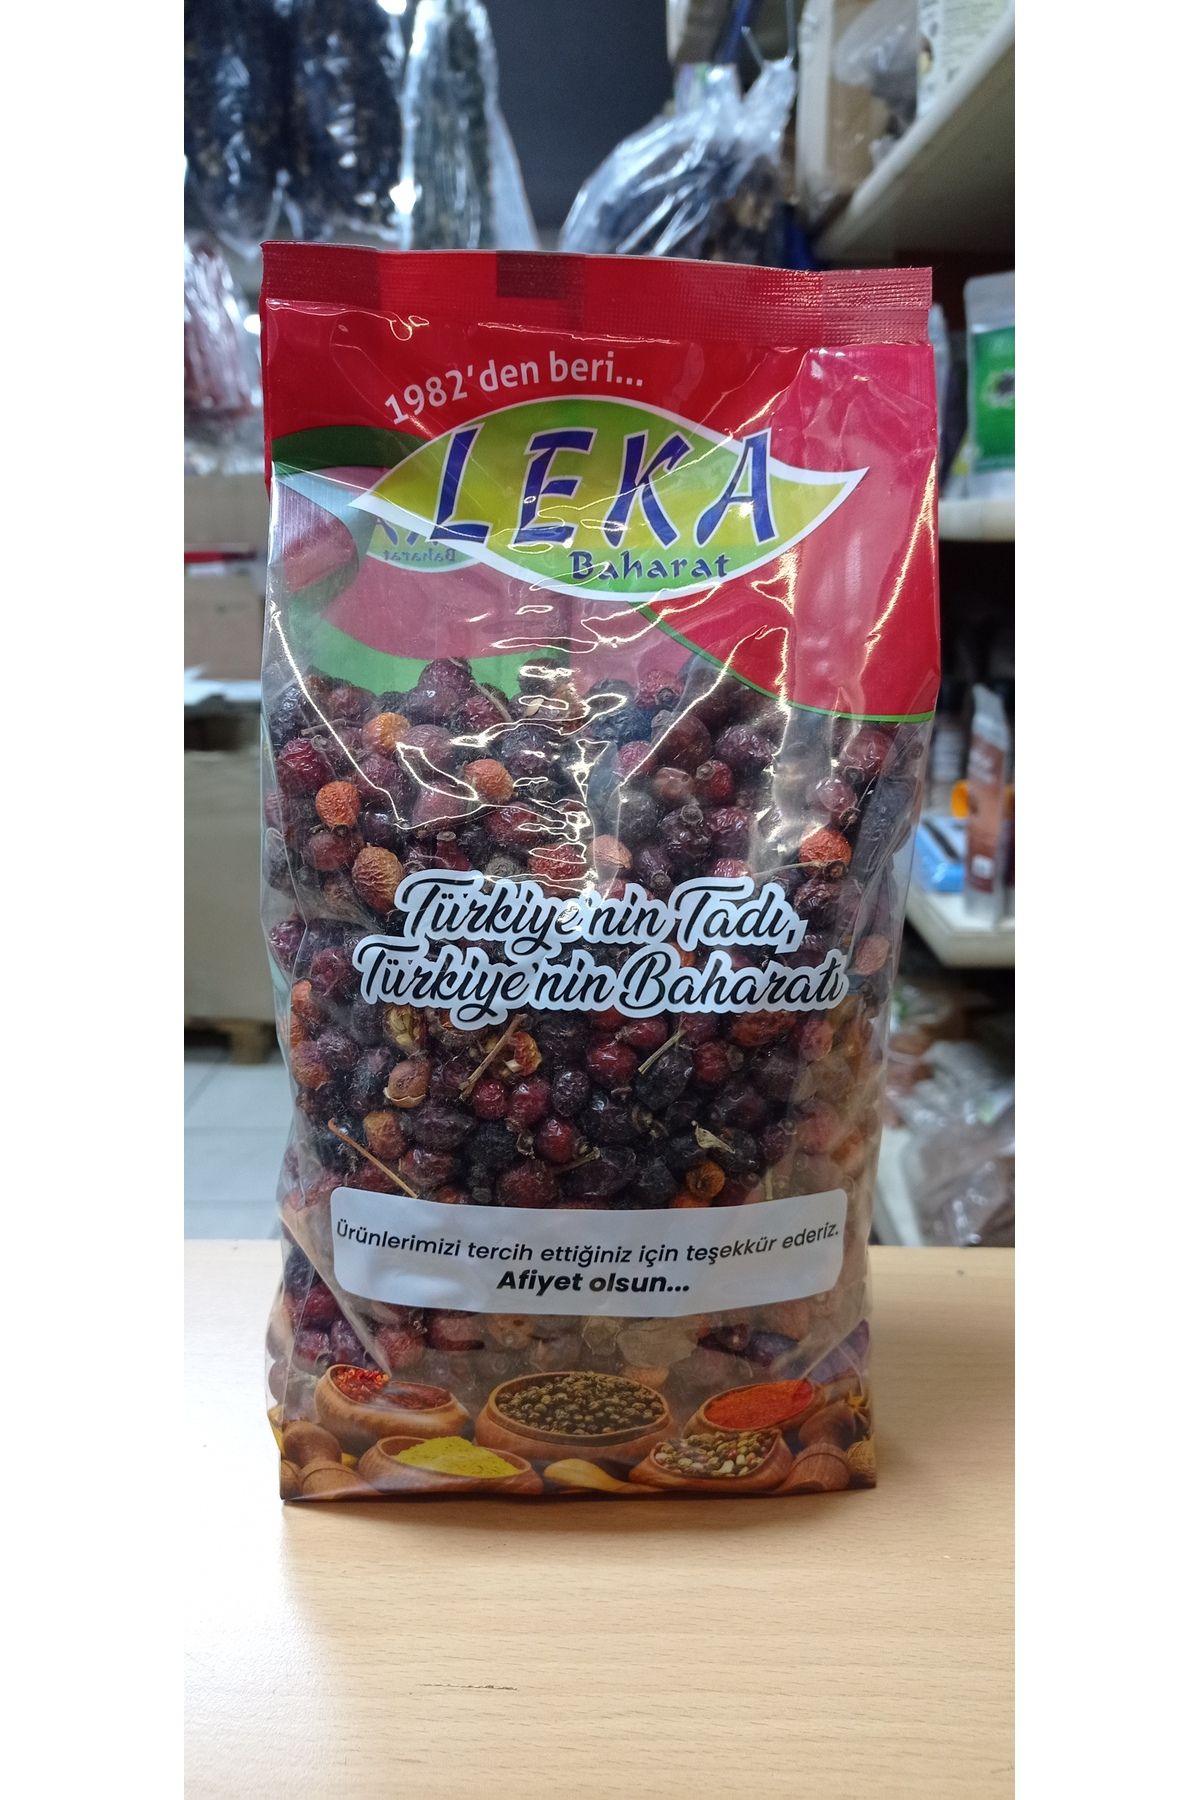 1982'den beri...
LEKA
Baharat
Baharat
Türkiye'nin Tadı,
Türkiye'nin Baharatı
Ürünlerimizi tercih ettiğiniz için teşekkür ederiz.
Afiyet olsun...